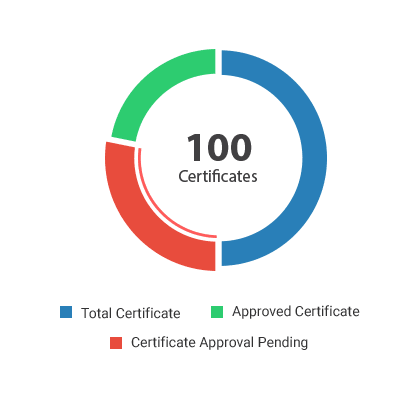 100
Certificates
Total Certificate
Approved Certificate
Certificate Approval Pending